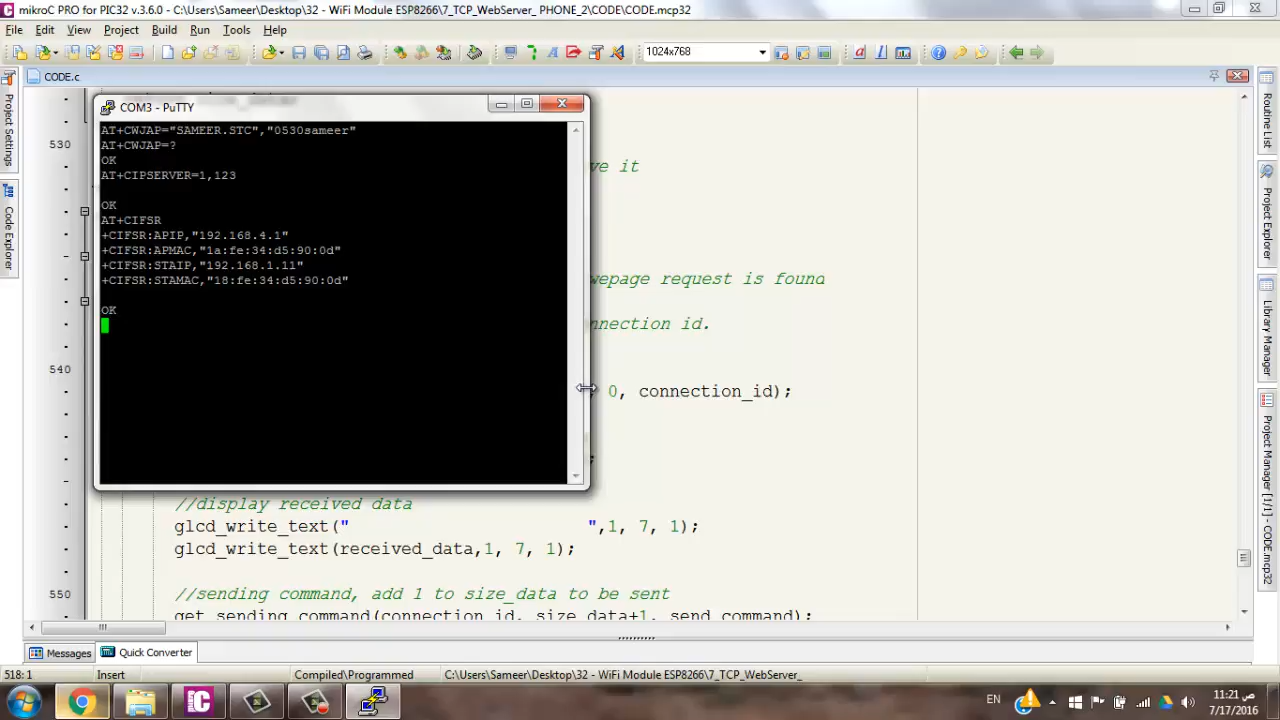 mikroC PRO for PIC32 v.3.6.0 - C:\Users\Sameer\Desktop\32 - WiFi Module ESP8266\7_TCP_WebServer_ PHONE_2\CODE\CODE.mcp32
File Edit View Project Build Run Tools Help
1024x768
CODE.c
COM3 - PuTTY
AT+CWJAP="SAMEER.STC","0530sameer"
AT+CWJAP=?
OK
AT+CIPSERVER=1,123
OK
AT+CIFSR
+CIFSR:APIP,"192.168.4.1"
+CIFSR:APMAC,"1a:fe:34:d5:90:0d"
+CIFSR:STAIP,"192.168.1.11"
+CIFSR:STAMAC,"18:fe:34:d5:90:0d"
OK
530
ve it
wepage request is found
nnection id.
540
0, connection_id);
;
//display received data
glcd_write_text("                    ",1, 7, 1);
glcd_write_text(received_data,1, 7, 1);
//sending command, add 1 to size_data to be sent
550
get_sending_command(connection_id, size_data+1, send_command);
Project Settings
Code Explorer
Routine List
Project Explorer
Library Manager
Project Manager [1/1] - CODE.mcp32
Messages Quick Converter
518: 1 Insert Compiled/Programmed C:\Users\Sameer\Desktop\32 - WiFi Module ESP8266\7_TCP_WebServer_
EN
11:21 ص
7/17/2016